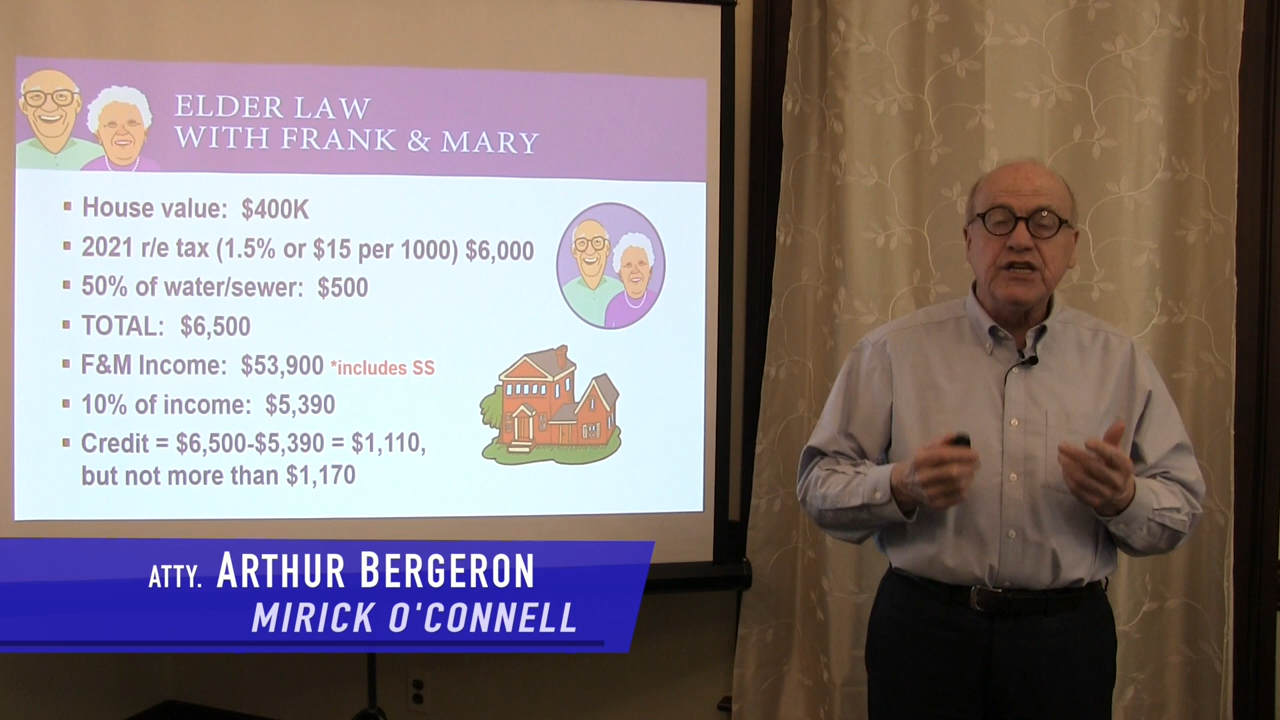 ELDER LAW
WITH FRANK & MARY
▪ House value: $400K
▪ 2021 r/e tax (1.5% or $15 per 1000) $6,000
▪ 50% of water/sewer: $500
▪ TOTAL: $6,500
▪ F&M Income: $53,900 *includes SS
▪ 10% of income: $5,390
▪ Credit = $6,500-$5,390 = $1,110,
but not more than $1,170
ATTY. ARTHUR BERGERON
MIRICK O'CONNELL